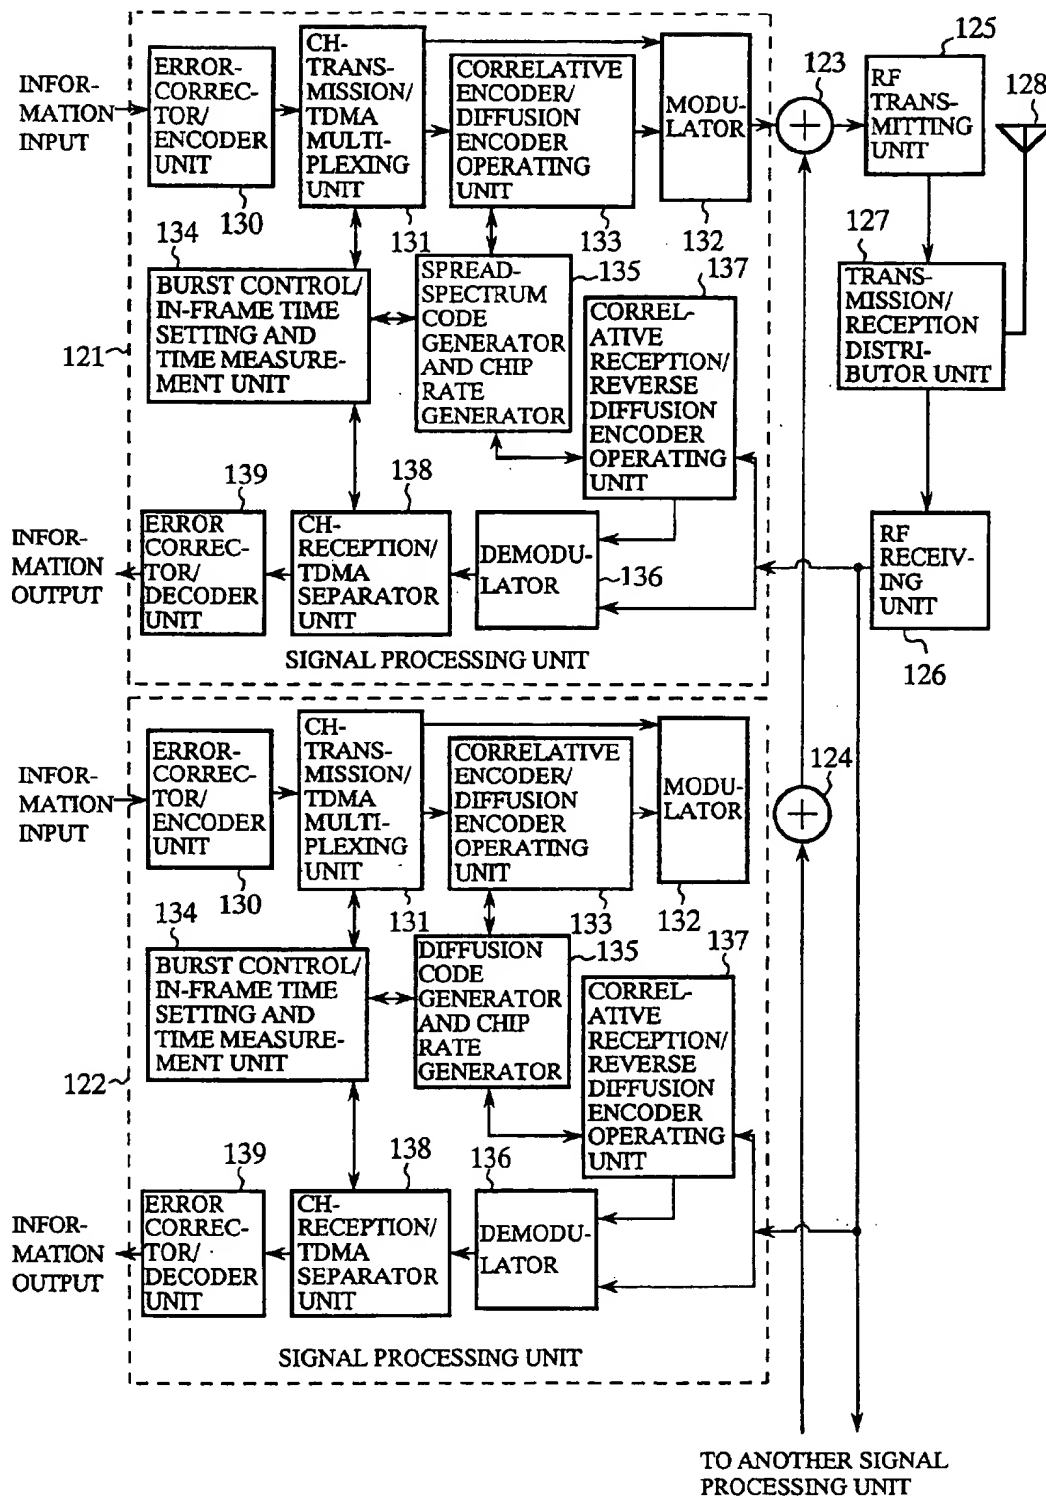 INFOR-
MATION
INPUT
ERROR-
CORREC-
TOR/
ENCODER
UNIT
130
CH-
TRANS-
MISSION/
TDMA
MULTI-
PLEXING
UNIT
131
CORRELATIVE
ENCODER/
DIFFUSION
ENCODER
OPERATING
UNIT
133
MODU-
LATOR
132
123
125
RF
TRANS-
MITTING
UNIT
128
134
BURST CONTROL/
IN-FRAME TIME
SETTING AND
TIME MEASURE-
MENT UNIT
121
135
SPREAD-
SPECTRUM
CODE
GENERATOR
AND CHIP
RATE
GENERATOR
137
CORREL-
ATIVE
RECEPTION/
REVERSE
DIFFUSION
ENCODER
OPERATING
UNIT
127
TRANS-
MISSION/
RECEPTION
DISTRI-
BUTOR UNIT
INFOR-
MATION
OUTPUT
139
ERROR
CORREC-
TOR/
DECODER
UNIT
138
CH-
RECEPTION/
TDMA
SEPARATOR
UNIT
DEMODU-
LATOR
136
RF
RECEIV-
ING
UNIT
126
SIGNAL PROCESSING UNIT
INFOR-
MATION
INPUT
ERROR-
CORREC-
TOR/
ENCODER
UNIT
130
CH-
TRANS-
MISSION/
TDMA
MULTI-
PLEXING
UNIT
131
CORRELATIVE
ENCODER/
DIFFUSION
ENCODER
OPERATING
UNIT
133
MODU-
LATOR
132
124
134
BURST CONTROL/
IN-FRAME TIME
SETTING AND
TIME MEASURE-
MENT UNIT
122
135
DIFFUSION
CODE
GENERATOR
AND CHIP
RATE
GENERATOR
137
CORREL-
ATIVE
RECEPTION/
REVERSE
DIFFUSION
ENCODER
OPERATING
UNIT
INFOR-
MATION
OUTPUT
139
ERROR
CORREC-
TOR/
DECODER
UNIT
138
CH-
RECEPTION/
TDMA
SEPARATOR
UNIT
136
DEMODU-
LATOR
SIGNAL PROCESSING UNIT
TO ANOTHER SIGNAL
PROCESSING UNIT